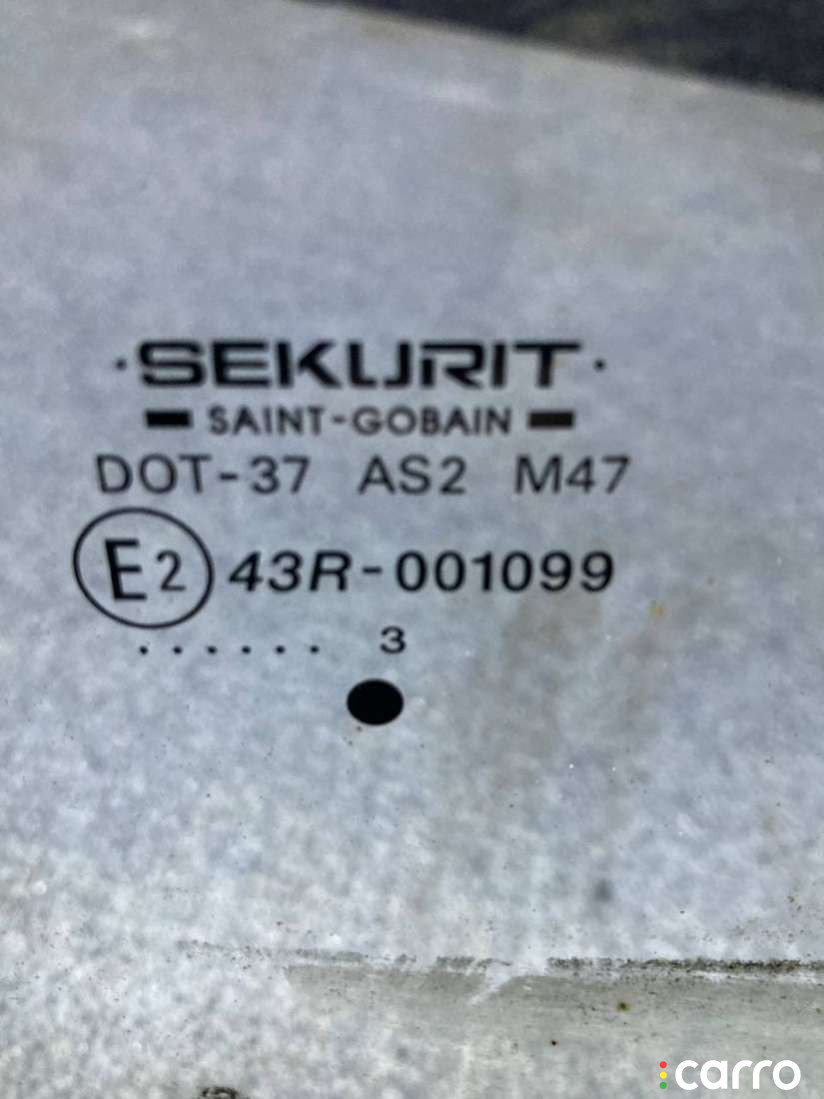 ·SEKURIT·
SAINT-GOBAIN
DOT-37 AS2 M47
E2 43R-001099
...... 3
carro